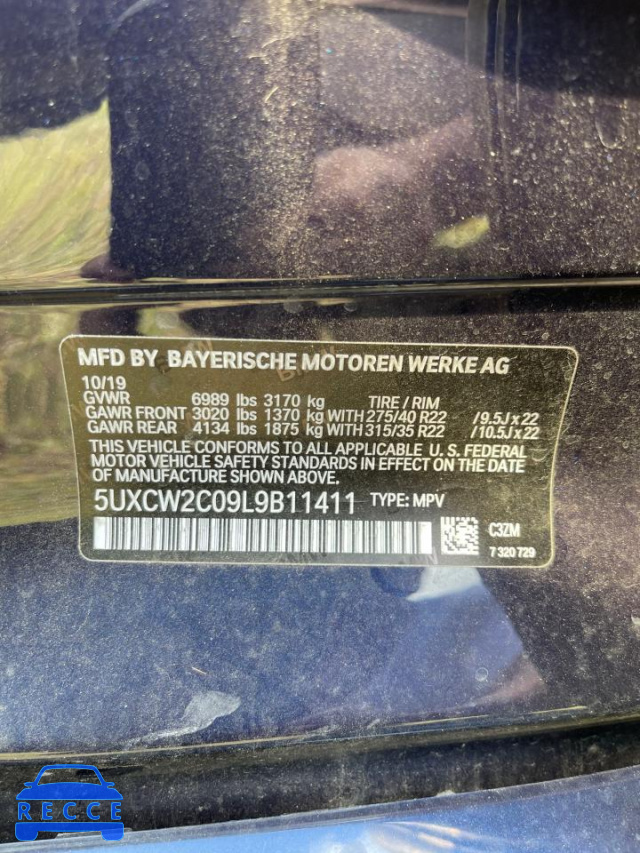 MFD BY BAYERISCHE MOTOREN WERKE AG
10/19
GVWR 6989 lbs 3170 kg TIRE / RIM
GAWR FRONT 3020 lbs 1370 kg WITH 275/40 R22 / 9.5J x 22
GAWR REAR 4134 lbs 1875 kg WITH 315/35 R22 / 10.5J x 22
THIS VEHICLE CONFORMS TO ALL APPLICABLE U. S. FEDERAL
MOTOR VEHICLE SAFETY STANDARDS IN EFFECT ON THE DATE
OF MANUFACTURE SHOWN ABOVE.
5UXCW2C09L9B11411 TYPE: MPV
C3ZM
7 320 729
RECCE